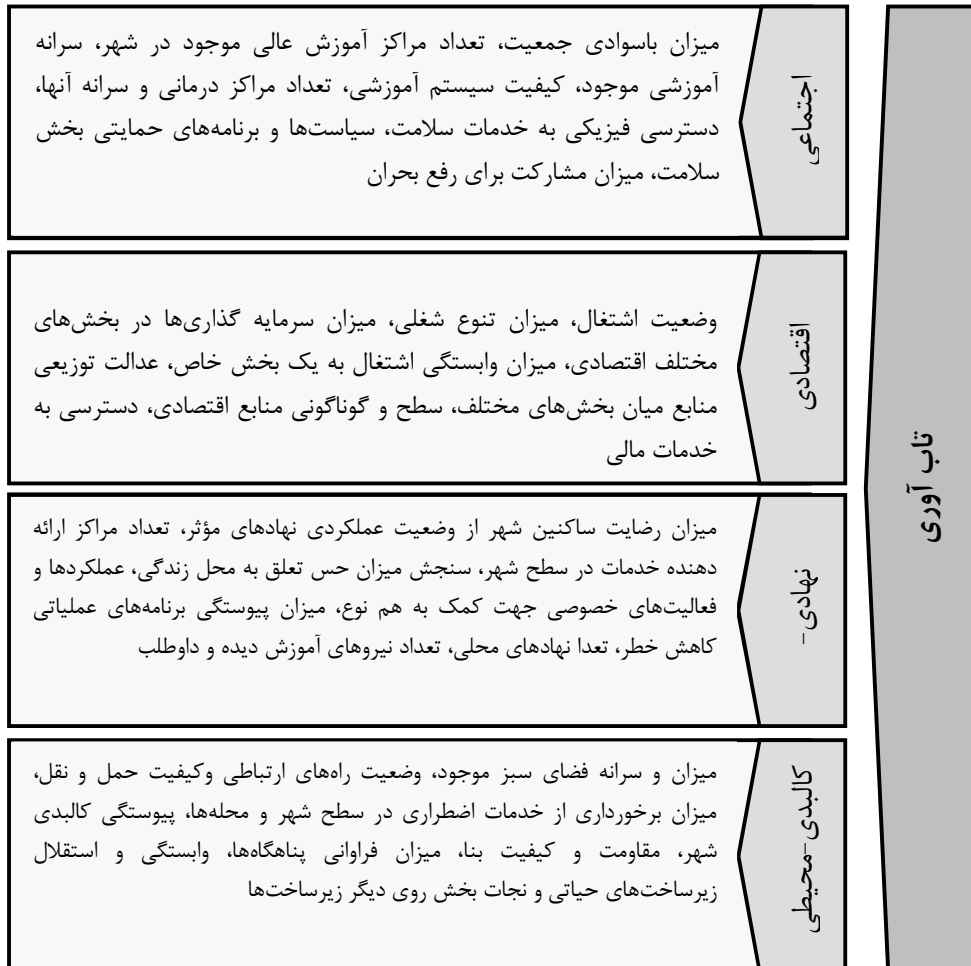 تاب آوری
اجتماعی
میزان باسوادی جمعیت، تعداد مراکز آموزش عالی موجود در شهر، سرانه
آموزشی موجود، کیفیت سیستم آموزشی، تعداد مراکز درمانی و سرانه آنها،
دسترسی فیزیکی به خدمات سلامت، سیاست‌ها و برنامه‌های حمایتی بخش
سلامت، میزان مشارکت برای رفع بحران
اقتصادی
وضعیت اشتغال، میزان تنوع شغلی، میزان سرمایه گذاری‌ها در بخش‌های
مختلف اقتصادی، میزان وابستگی اشتغال به یک بخش خاص، عدالت توزیعی
منابع میان بخش‌های مختلف، سطح و گوناگونی منابع اقتصادی، دسترسی به
خدمات مالی
نهادی-
میزان رضایت ساکنین شهر از وضعیت عملکردی نهادهای مؤثر، تعداد مراکز ارائه
دهنده خدمات در سطح شهر، سنجش میزان حس تعلق به محل زندگی، عملکردها و
فعالیت‌های خصوصی جهت کمک به هم نوع، میزان پیوستگی برنامه‌های عملیاتی
کاهش خطر، تعدا نهادهای محلی، تعداد نیروهای آموزش دیده و داوطلب
کالبدی-محیطی
میزان و سرانه فضای سبز موجود، وضعیت راه‌های ارتباطی وکیفیت حمل و نقل،
میزان برخورداری از خدمات اضطراری در سطح شهر و محله‌ها، پیوستگی کالبدی
شهر، مقاومت و کیفیت بنا، میزان فراوانی پناهگاه‌ها، وابستگی و استقلال
زیرساخت‌های حیاتی و نجات بخش روی دیگر زیرساخت‌ها